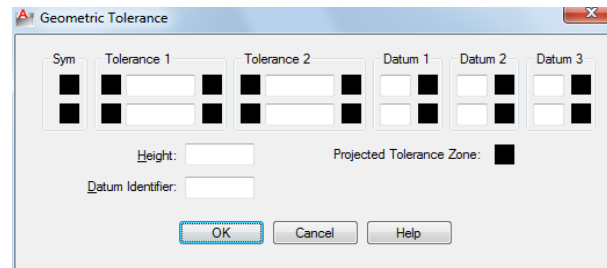 Geometric Tolerance
Sym Tolerance 1 Tolerance 2 Datum 1 Datum 2 Datum 3
Height: Projected Tolerance Zone:
Datum Identifier:
OK Cancel Help